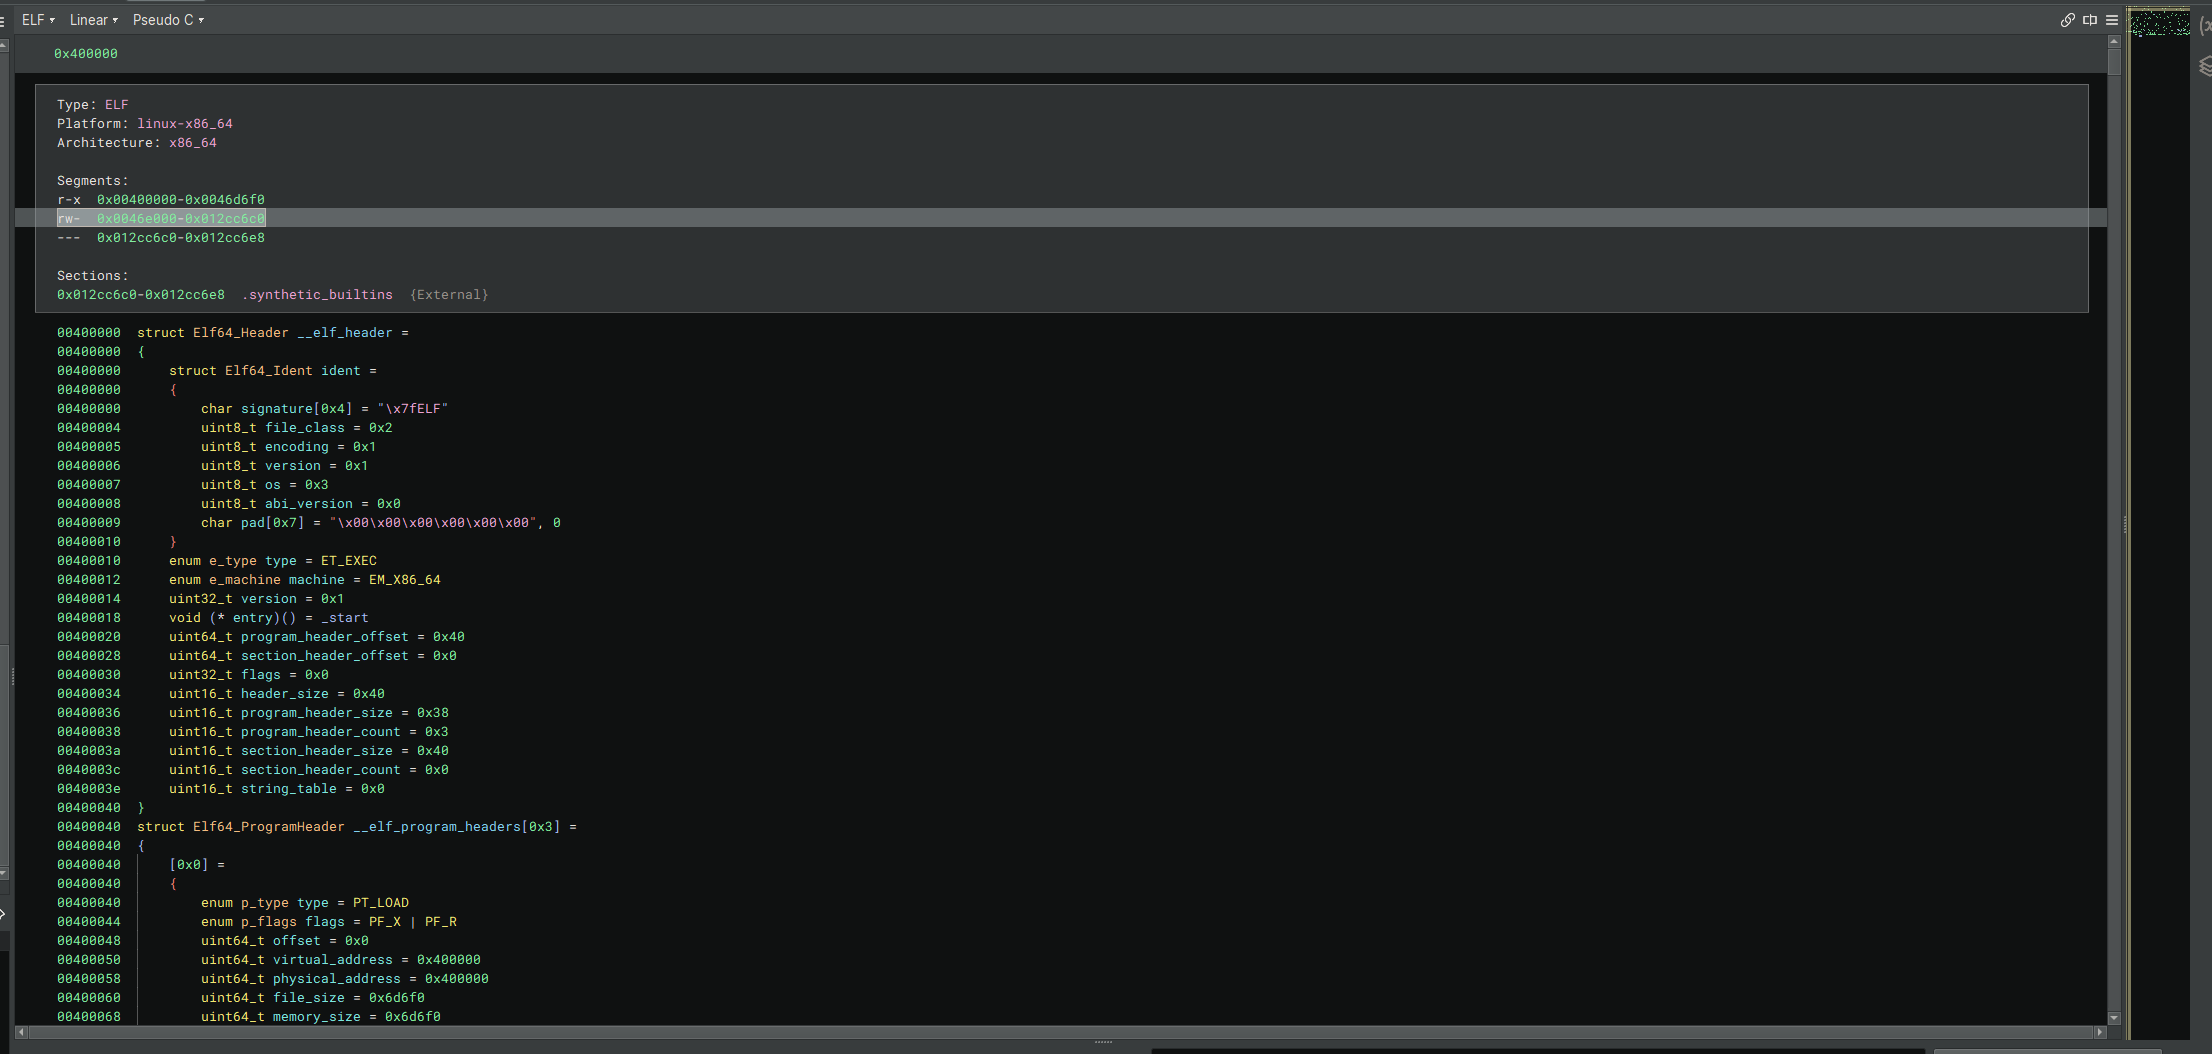 ELF Linear Pseudo C
0x400000
Type: ELF
Platform: linux-x86_64
Architecture: x86_64
Segments:
r-x  0x00400000-0x0046d6f0
rw-  0x0046e000-0x012cc6c0
---  0x012cc6c0-0x012cc6e8
Sections:
0x012cc6c0-0x012cc6e8  .synthetic_builtins  {External}
00400000  struct Elf64_Header __elf_header =
00400000  {
00400000      struct Elf64_Ident ident =
00400000      {
00400000          char signature[0x4] = "\x7fELF"
00400004          uint8_t file_class = 0x2
00400005          uint8_t encoding = 0x1
00400006          uint8_t version = 0x1
00400007          uint8_t os = 0x3
00400008          uint8_t abi_version = 0x0
00400009          char pad[0x7] = "\x00\x00\x00\x00\x00\x00", 0
00400010      }
00400010      enum e_type type = ET_EXEC
00400012      enum e_machine machine = EM_X86_64
00400014      uint32_t version = 0x1
00400018      void (* entry)() = _start
00400020      uint64_t program_header_offset = 0x40
00400028      uint64_t section_header_offset = 0x0
00400030      uint32_t flags = 0x0
00400034      uint16_t header_size = 0x40
00400036      uint16_t program_header_size = 0x38
00400038      uint16_t program_header_count = 0x3
0040003a      uint16_t section_header_size = 0x40
0040003c      uint16_t section_header_count = 0x0
0040003e      uint16_t string_table = 0x0
00400040  }
00400040  struct Elf64_ProgramHeader __elf_program_headers[0x3] =
00400040  {
00400040      [0x0] =
00400040      {
00400040          enum p_type type = PT_LOAD
00400044          enum p_flags flags = PF_X | PF_R
00400048          uint64_t offset = 0x0
00400050          uint64_t virtual_address = 0x400000
00400058          uint64_t physical_address = 0x400000
00400060          uint64_t file_size = 0x6d6f0
00400068          uint64_t memory_size = 0x6d6f0